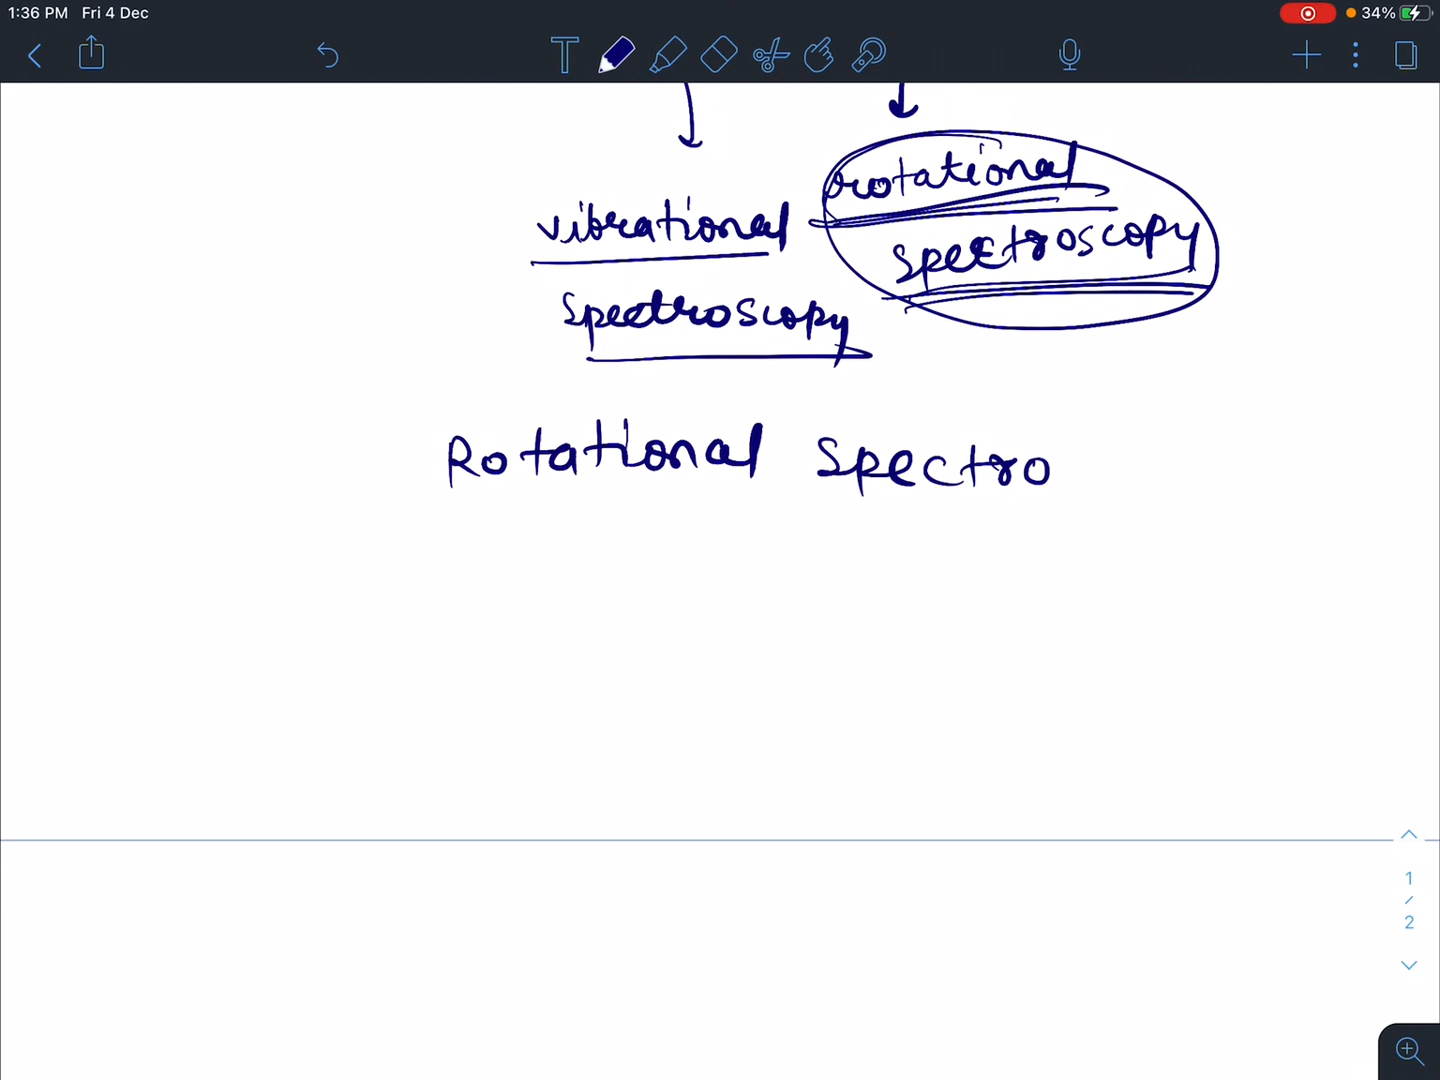 1:36 PM Fri 4 Dec
34%
T
rotational
vibrational
spectroscopy
spectroscopy
Rotational spectro
1
/
2